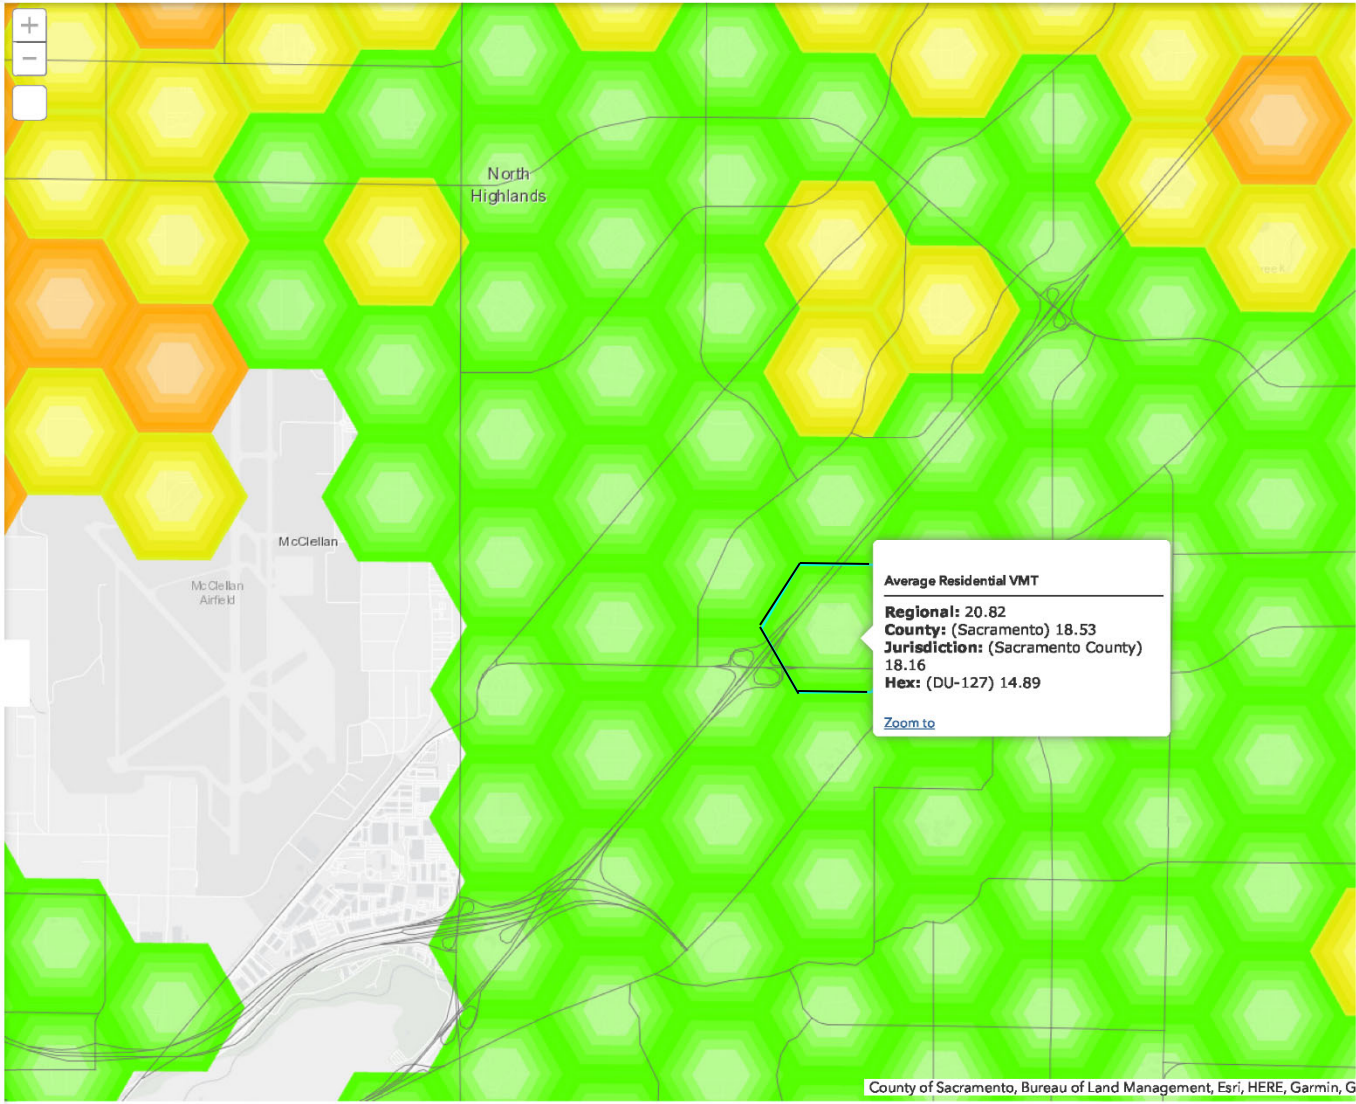 +
−
North
Highlands
McClellan
McClellan
Airfield
Average Residential VMT
Regional: 20.82
County: (Sacramento) 18.53
Jurisdiction: (Sacramento County)
18.16
Hex: (DU-127) 14.89
Zoom to
County of Sacramento, Bureau of Land Management, Esri, HERE, Garmin, G